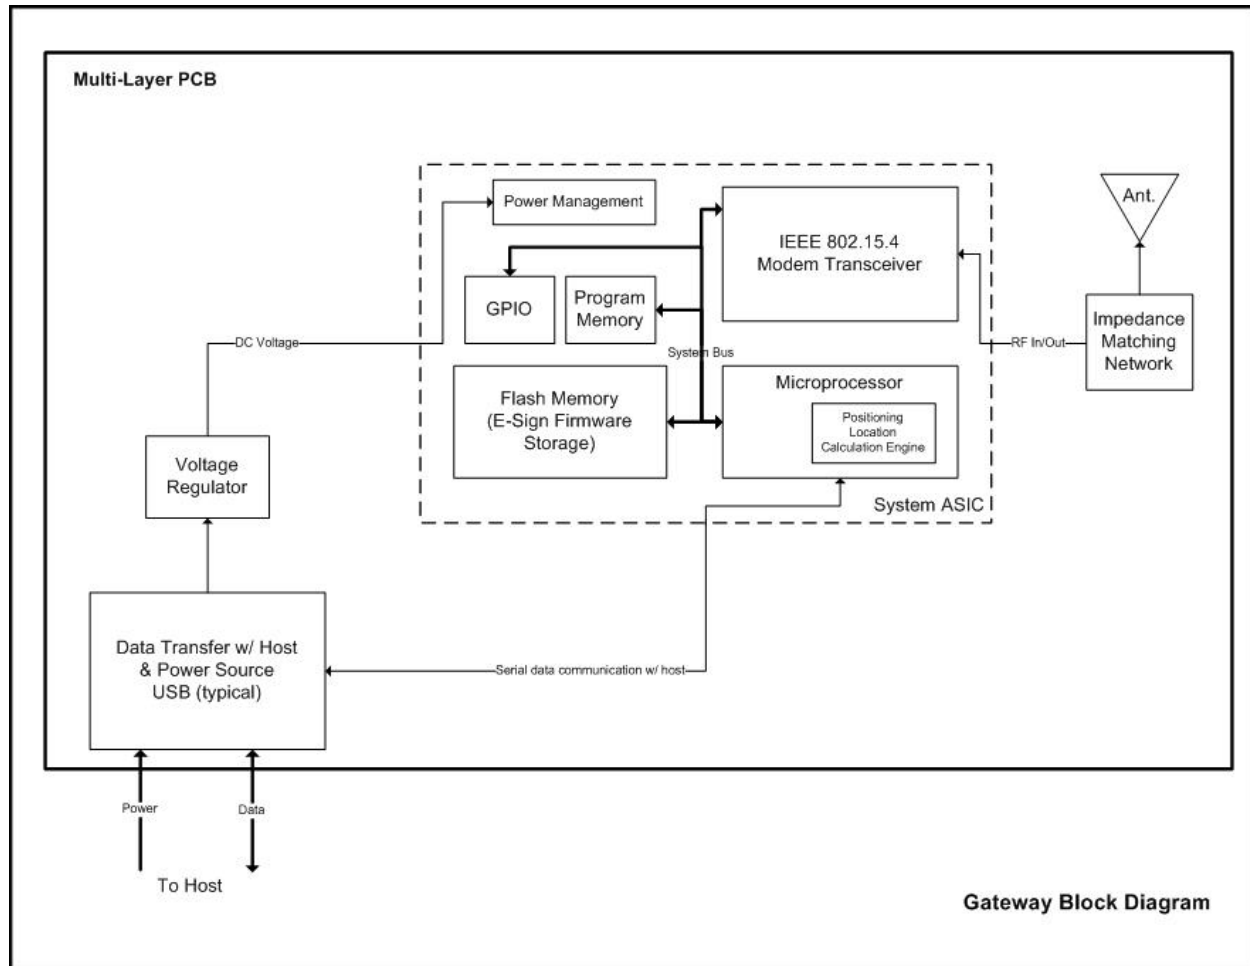 Multi-Layer PCB
Power Management
IEEE 802.15.4
Modem Transceiver
Ant.
GPIO
Program
Memory
DC Voltage
System Bus
RF In/Out
Impedance
Matching
Network
Flash Memory
(E-Sign Firmware
Storage)
Microprocessor
Positioning
Location
Calculation Engine
Voltage
Regulator
System ASIC
Data Transfer w/ Host
& Power Source
USB (typical)
Serial data communication w/ host
Power
Data
To Host
Gateway Block Diagram